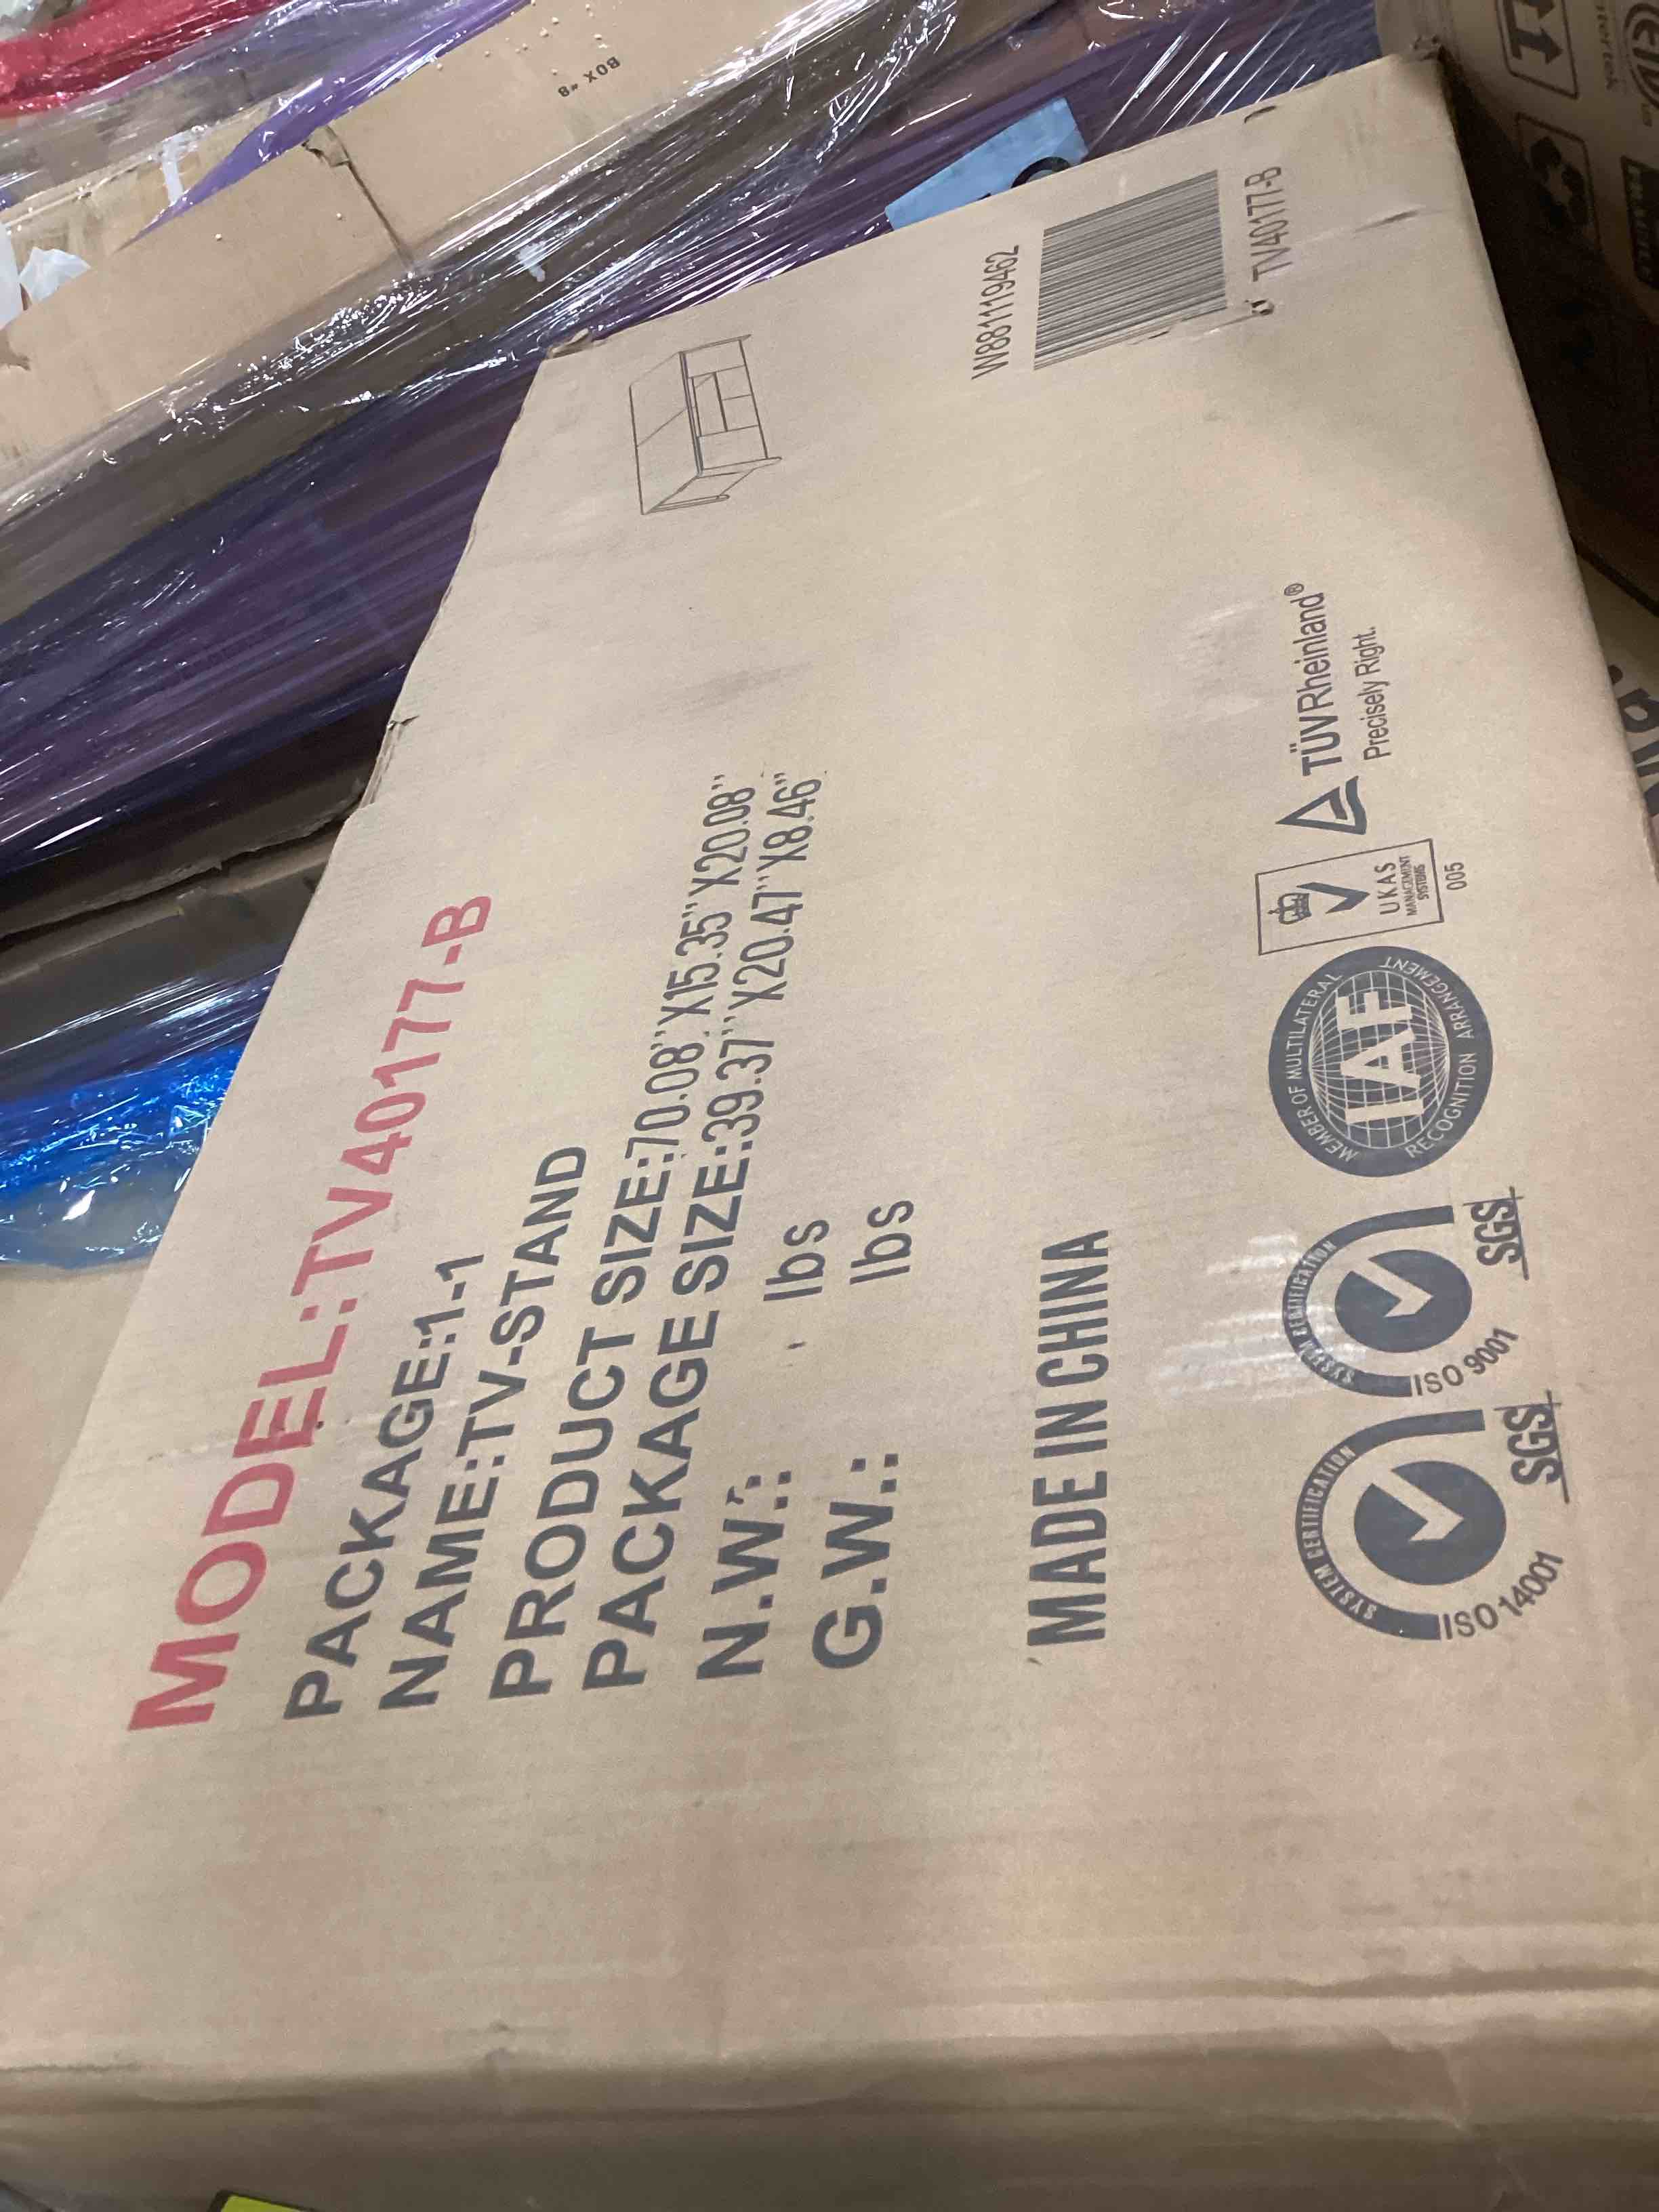 MODEL:TV40177-B
PACKAGE:1-1
NAME:TV-STAND
PRODUCT SIZE:70.08"X15.35"X20.08"
PACKAGE SIZE:39.37"X20.47"X8.46"
N.W.: lbs
G.W.: lbs
MADE IN CHINA
W881119462
TV40177-B
SYSTEM CERTIFICATION
ISO 14001
SGS
SYSTEM CERTIFICATION
ISO 9001
SGS
MEMBER OF MULTILATERAL
IAF
RECOGNITION ARRANGEMENT
UKAS
MANAGEMENT
SYSTEMS
005
TÜVRheinland®
Precisely Right.
BOX #8